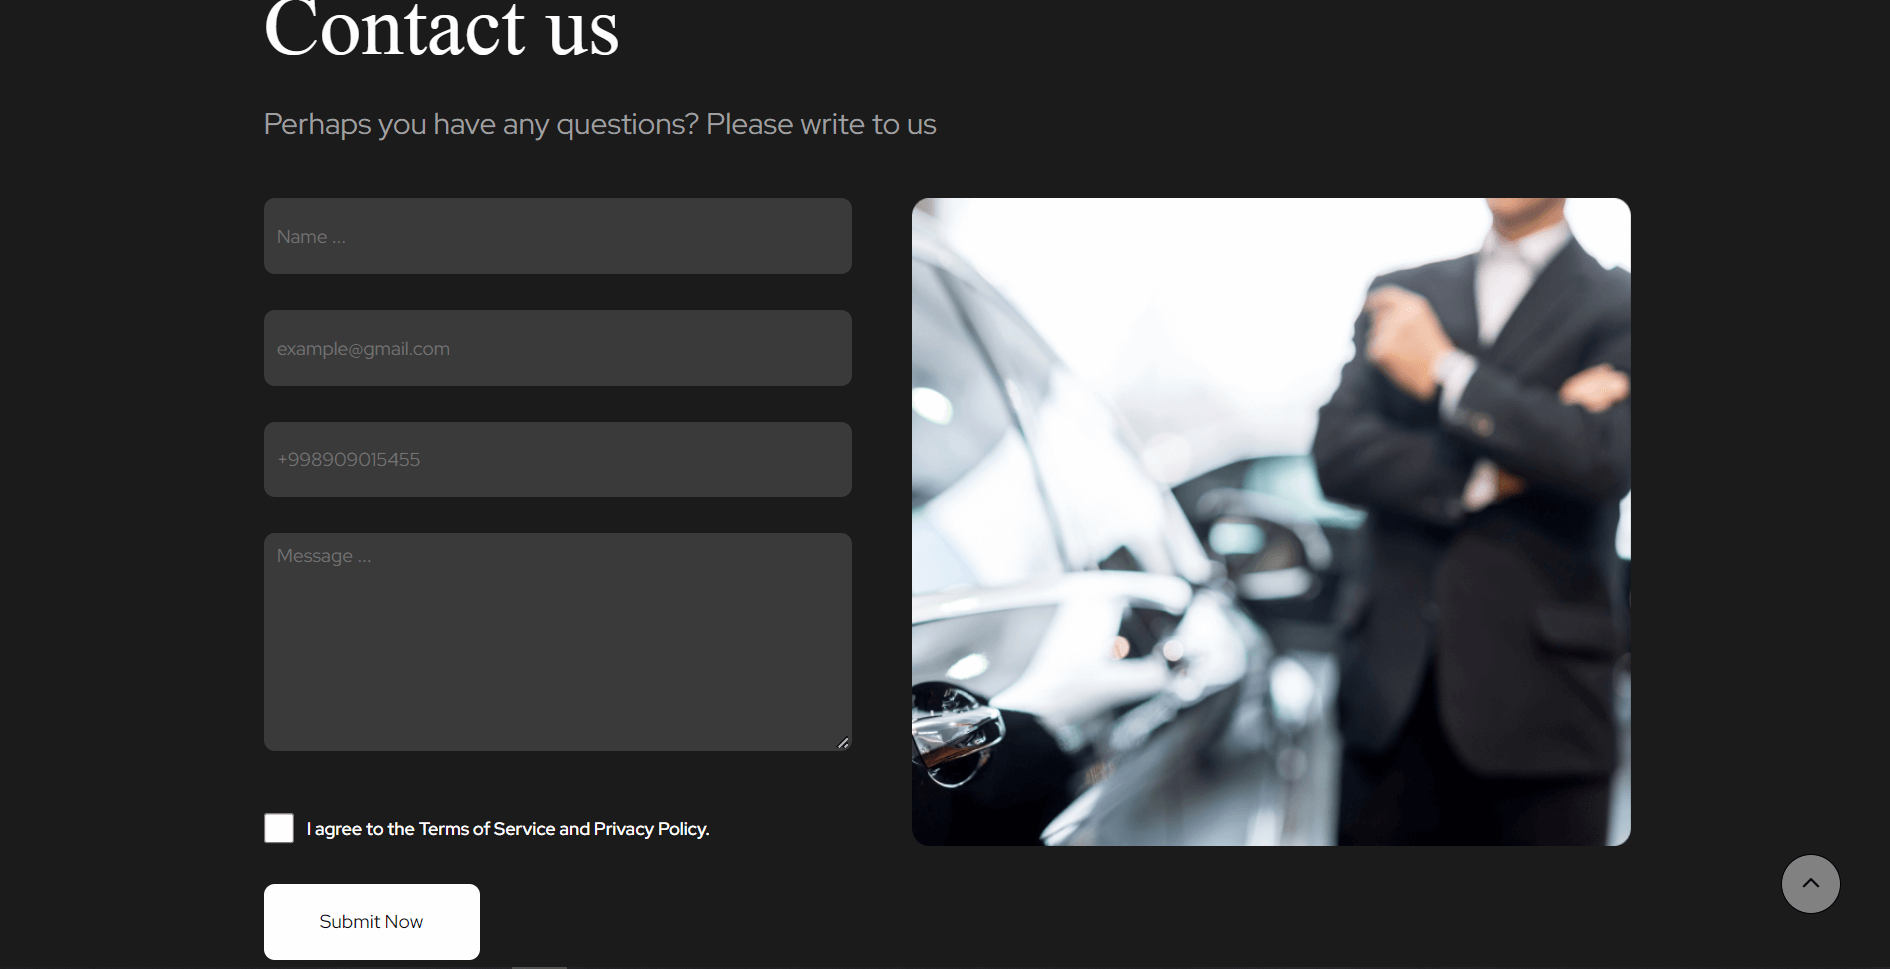 Contact us
Perhaps you have any questions? Please write to us
Name ...
example@gmail.com
+998909015455
Message ...
I agree to the Terms of Service and Privacy Policy.
Submit Now